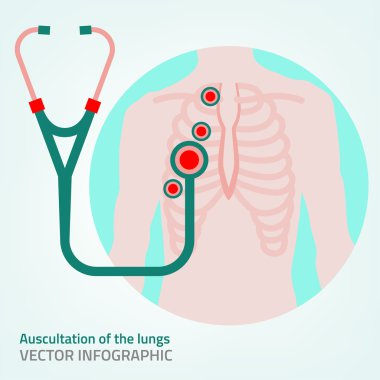 Auscultation of the lungs
VECTOR INFOGRAPHIC